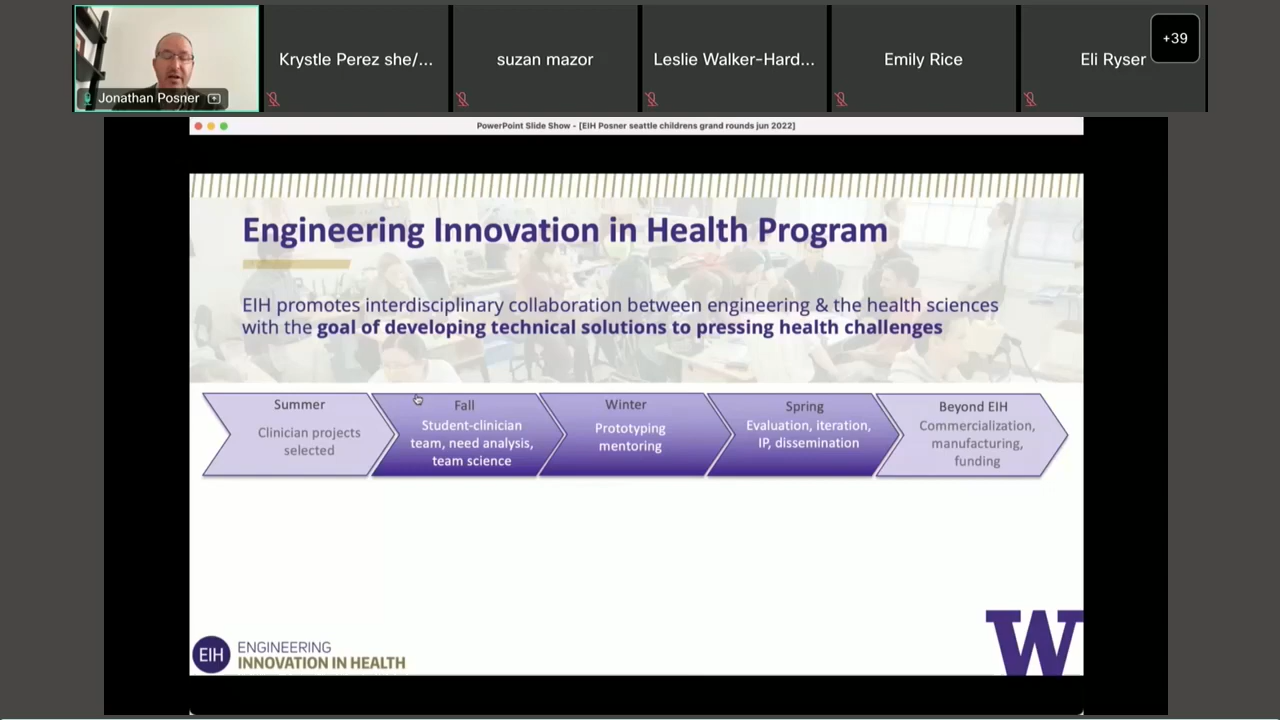 Jonathan Posner
Krystle Perez she/...
suzan mazor
Leslie Walker-Hard...
Emily Rice
Eli Ryser
+39
PowerPoint Slide Show - [EIH Posner seattle childrens grand rounds jun 2022]
Engineering Innovation in Health Program
EIH promotes interdisciplinary collaboration between engineering & the health sciences
with the goal of developing technical solutions to pressing health challenges
Summer
Clinician projects
selected
Fall
Student-clinician
team, need analysis,
team science
Winter
Prototyping
mentoring
Spring
Evaluation, iteration,
IP, dissemination
Beyond EIH
Commercialization,
manufacturing,
funding
EIH
ENGINEERING
INNOVATION IN HEALTH
W